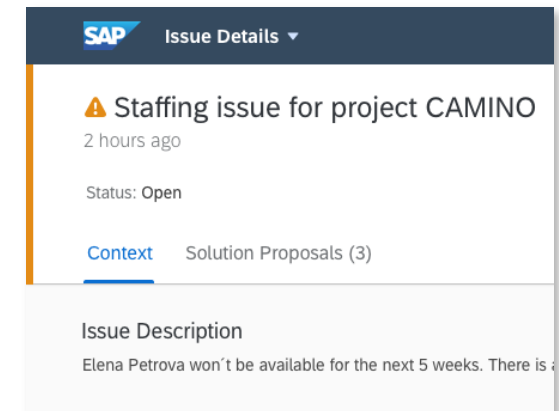 SAP Issue Details
Staffing issue for project CAMINO
2 hours ago
Status: Open
Context Solution Proposals (3)
Issue Description
Elena Petrova won´t be available for the next 5 weeks. There is